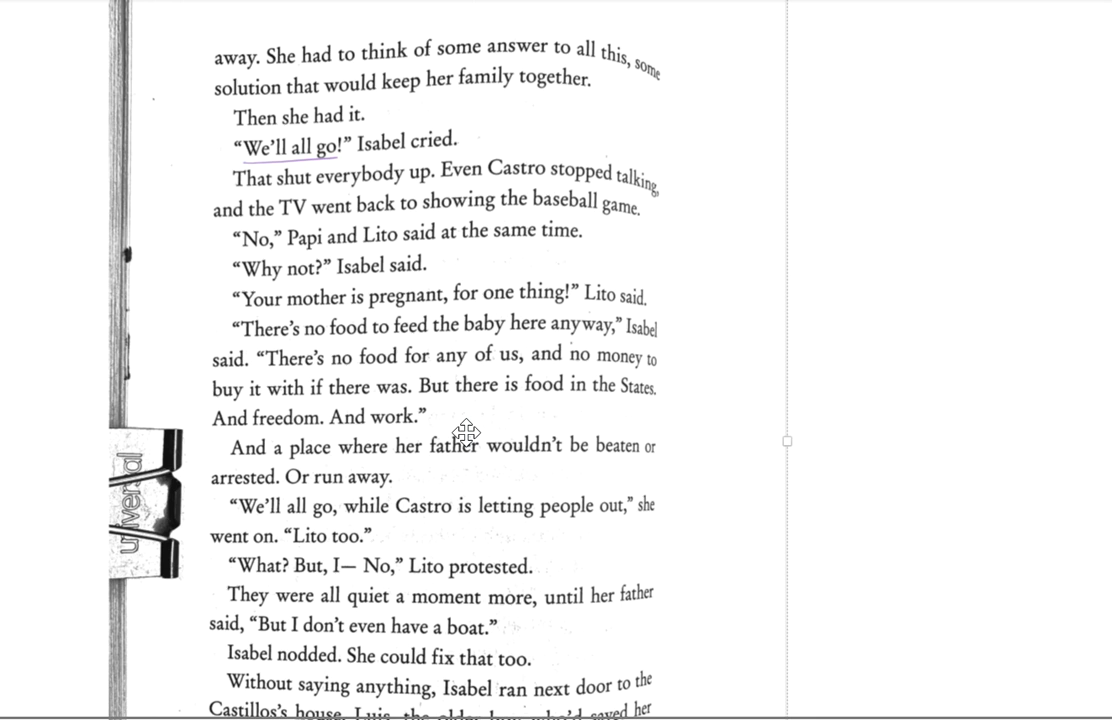 away. She had to think of some answer to all this, some
solution that would keep her family together.
Then she had it.
“We’ll all go!” Isabel cried.
That shut everybody up. Even Castro stopped talking,
and the TV went back to showing the baseball game.
“No,” Papi and Lito said at the same time.
“Why not?” Isabel said.
“Your mother is pregnant, for one thing!” Lito said.
“There’s no food to feed the baby here anyway,” Isabel
said. “There’s no food for any of us, and no money to
buy it with if there was. But there is food in the States.
And freedom. And work.”
And a place where her father wouldn’t be beaten or
arrested. Or run away.
“We’ll all go, while Castro is letting people out,” she
went on. “Lito too.”
“What? But, I— No,” Lito protested.
They were all quiet a moment more, until her father
said, “But I don’t even have a boat.”
Isabel nodded. She could fix that too.
Without saying anything, Isabel ran next door to the
Castillos’s house. Luis, the older boy who’d saved her
universal